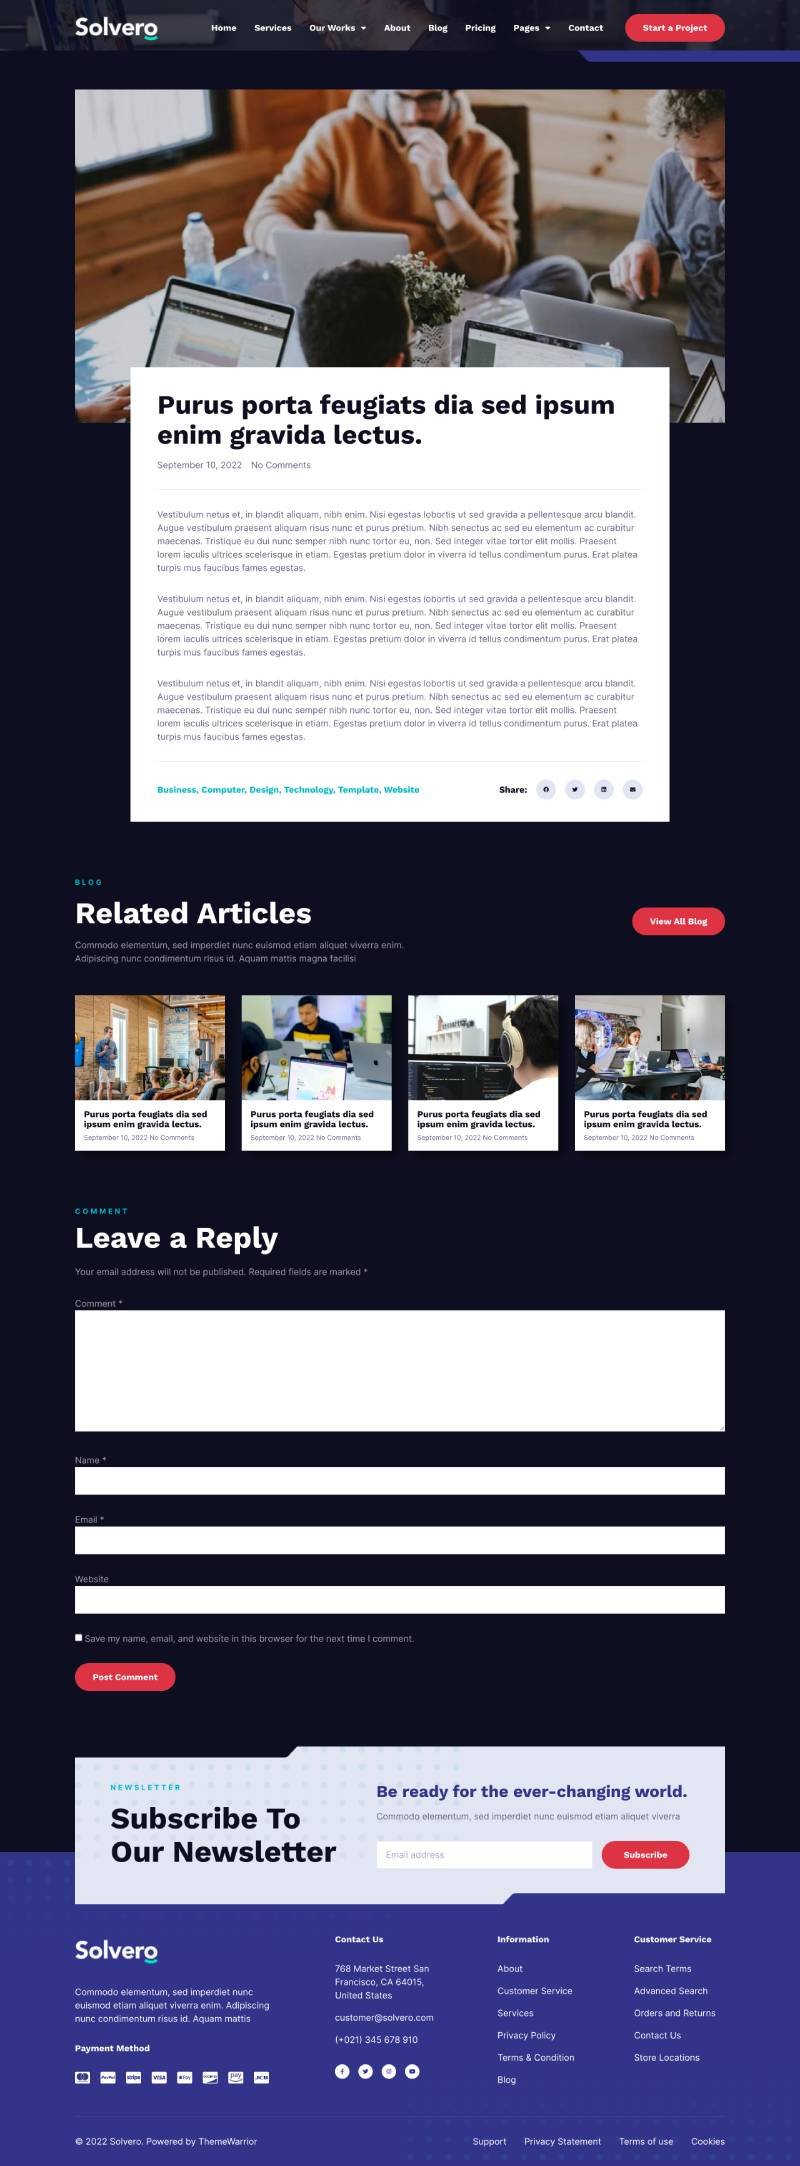 Solvero
Home Services Our Works About Blog Pricing Pages Contact Start a Project
Purus porta feugiats dia sed ipsum
enim gravida lectus.
September 10, 2022 No Comments
Vestibulum netus et, in blandit aliquam, nibh enim. Nisi egestas lobortis ut sed gravida a pellentesque arcu blandit.
Augue vestibulum praesent aliquam risus nunc et purus pretium. Nibh senectus ac sed eu elementum ac curabitur
maecenas. Tristique eu dui nunc semper nibh nunc tortor eu, non. Sed integer vitae tortor elit mollis. Praesent
lorem iaculis ultrices scelerisque in etiam. Egestas pretium dolor in viverra id tellus condimentum purus. Erat platea
turpis mus faucibus fames egestas.
Vestibulum netus et, in blandit aliquam, nibh enim. Nisi egestas lobortis ut sed gravida a pellentesque arcu blandit.
Augue vestibulum praesent aliquam risus nunc et purus pretium. Nibh senectus ac sed eu elementum ac curabitur
maecenas. Tristique eu dui nunc semper nibh nunc tortor eu, non. Sed integer vitae tortor elit mollis. Praesent
lorem iaculis ultrices scelerisque in etiam. Egestas pretium dolor in viverra id tellus condimentum purus. Erat platea
turpis mus faucibus fames egestas.
Vestibulum netus et, in blandit aliquam, nibh enim. Nisi egestas lobortis ut sed gravida a pellentesque arcu blandit.
Augue vestibulum praesent aliquam risus nunc et purus pretium. Nibh senectus ac sed eu elementum ac curabitur
maecenas. Tristique eu dui nunc semper nibh nunc tortor eu, non. Sed integer vitae tortor elit mollis. Praesent
lorem iaculis ultrices scelerisque in etiam. Egestas pretium dolor in viverra id tellus condimentum purus. Erat platea
turpis mus faucibus fames egestas.
Business, Computer, Design, Technology, Template, Website
Share:
BLOG
Related Articles
View All Blog
Commodo elementum, sed imperdiet nunc euismod etiam aliquet viverra enim.
Adipiscing nunc condimentum risus id. Aquam mattis magna facilisi
Purus porta feugiats dia sed
ipsum enim gravida lectus.
September 10, 2022 No Comments
Purus porta feugiats dia sed
ipsum enim gravida lectus.
September 10, 2022 No Comments
Purus porta feugiats dia sed
ipsum enim gravida lectus.
September 10, 2022 No Comments
Purus porta feugiats dia sed
ipsum enim gravida lectus.
September 10, 2022 No Comments
COMMENT
Leave a Reply
Your email address will not be published. Required fields are marked *
Comment *
Name *
Email *
Website
Save my name, email, and website in this browser for the next time I comment.
Post Comment
NEWSLETTER
Subscribe To
Our Newsletter
Be ready for the ever-changing world.
Commodo elementum, sed imperdiet nunc euismod etiam aliquet viverra
Email address
Subscribe
Solvero
Commodo elementum, sed imperdiet nunc
euismod etiam aliquet viverra enim. Adipiscing
nunc condimentum risus id. Aquam mattis
Payment Method
PayPal stripe VISA Pay pay JCB
Contact Us
768 Market Street San
Francisco, CA 64015,
United States
customer@solvero.com
(+021) 345 678 910
Information
About
Customer Service
Services
Privacy Policy
Terms & Condition
Blog
Customer Service
Search Terms
Advanced Search
Orders and Returns
Contact Us
Store Locations
© 2022 Solvero. Powered by ThemeWarrior
Support Privacy Statement Terms of use Cookies